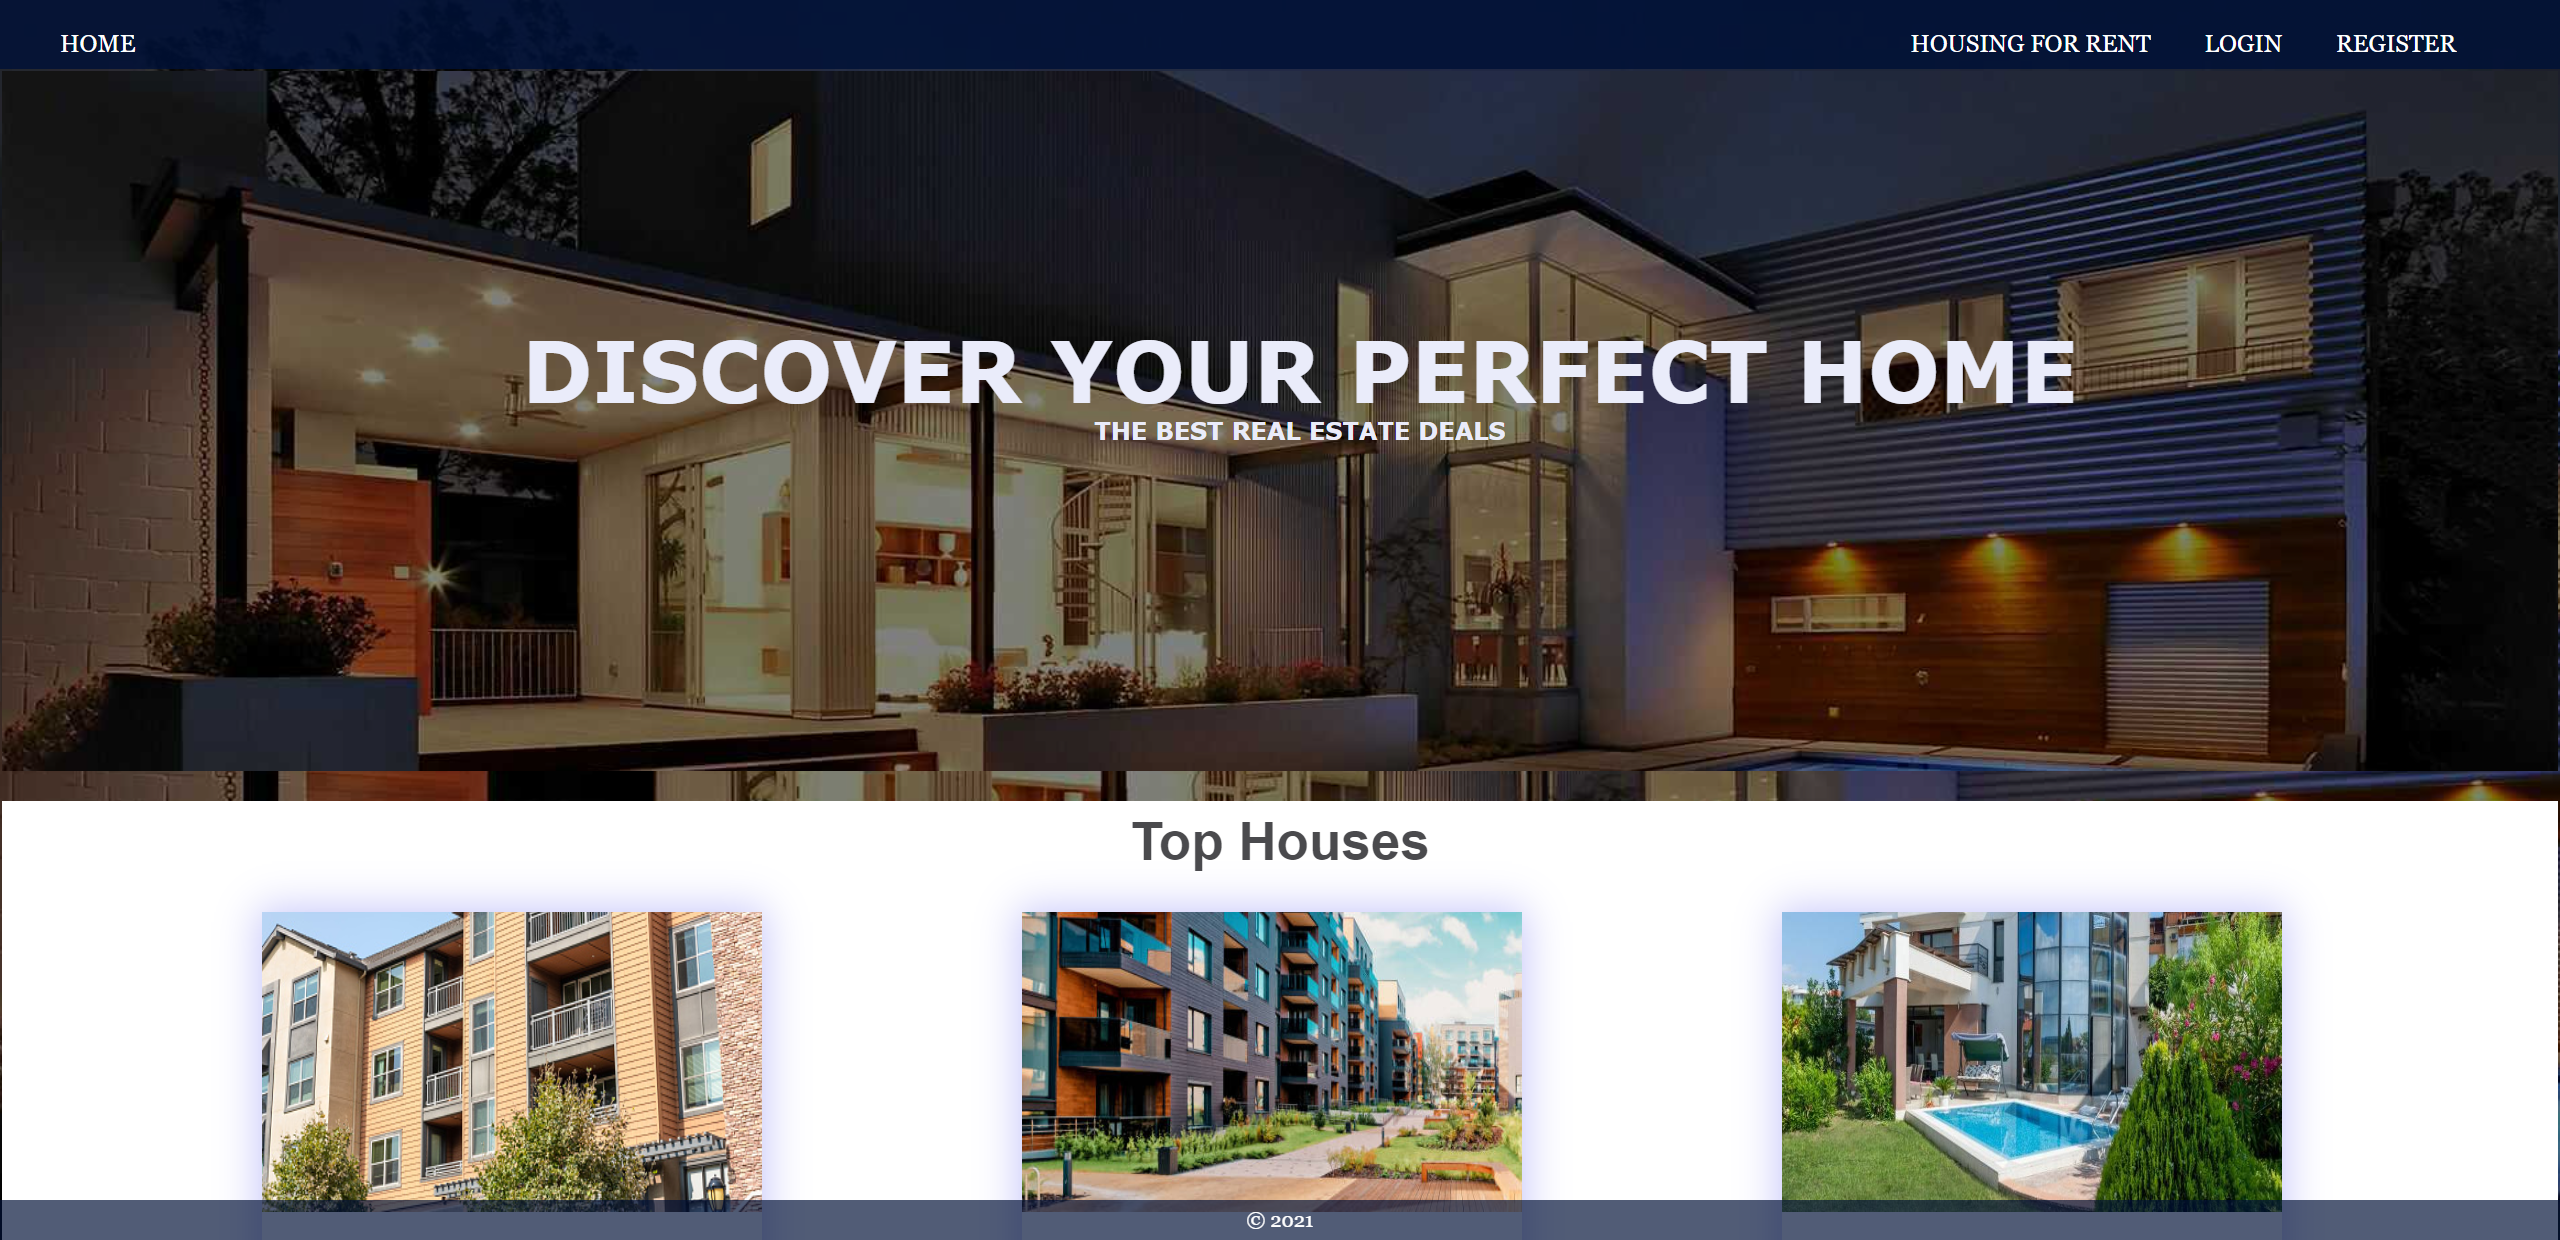 HOME HOUSING FOR RENT LOGIN REGISTER
DISCOVER YOUR PERFECT HOME
THE BEST REAL ESTATE DEALS
Top Houses
© 2021